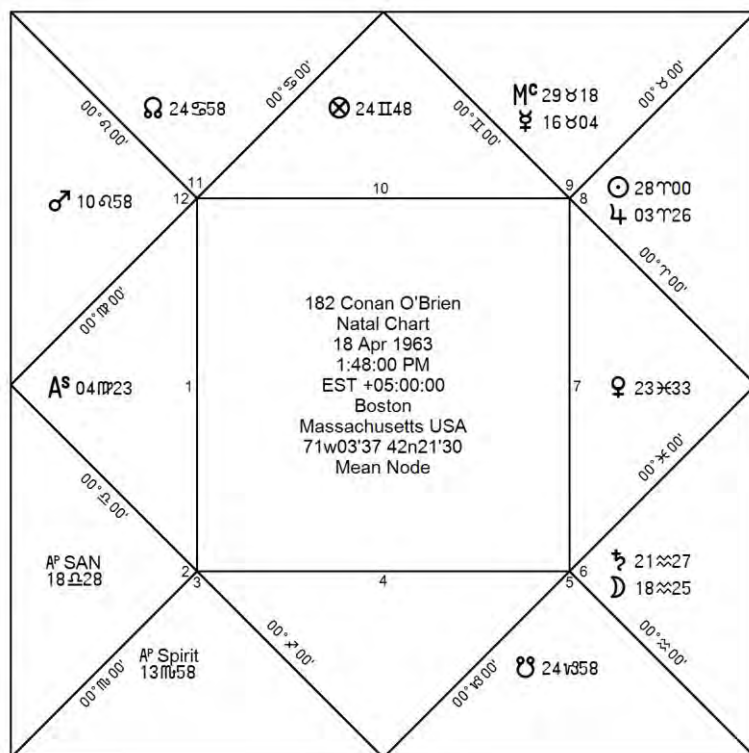 00°♋00'
☊ 24♋58
⊗ 24♊48
00°♊00'
Mc 29♉18
☿ 16♉04
00°♉00'
00°♌00'
11
12
10
9
8
☉ 28♈00
♃ 03♈26
♂ 10♌58
00°♈00'
00°♍00'
182 Conan O'Brien
Natal Chart
18 Apr 1963
1:48:00 PM
EST +05:00:00
Boston
Massachusetts USA
71w03'37 42n21'30
Mean Node
As 04♍23
1
7
♀ 23♓33
00°♎00'
00°♓00'
AP SAN
18♎28
2
3
4
5
6
♄ 21♒27
☽ 18♒25
AP Spirit
13♏58
00°♏00'
00°♐00'
00°♑00'
☋ 24♑58
00°♒00'